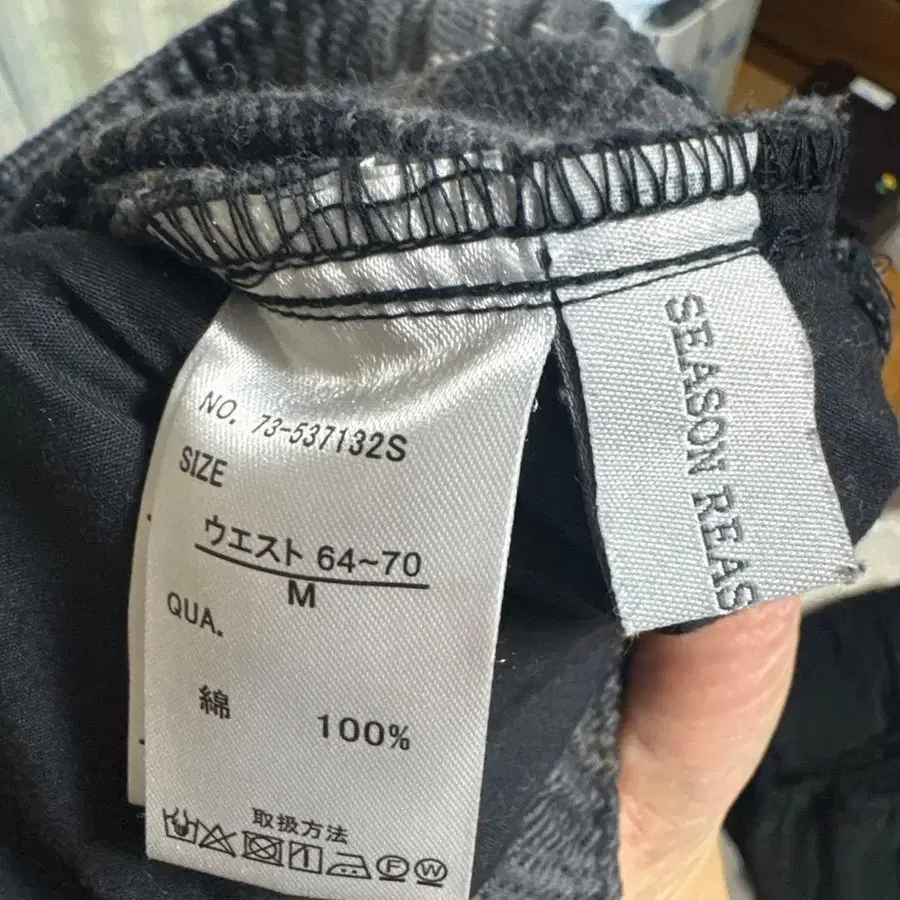 NO. 73-537132S
SIZE
ウエスト 64~70
M
QUA.
綿 100%
取扱方法
F W
SEASON REAS